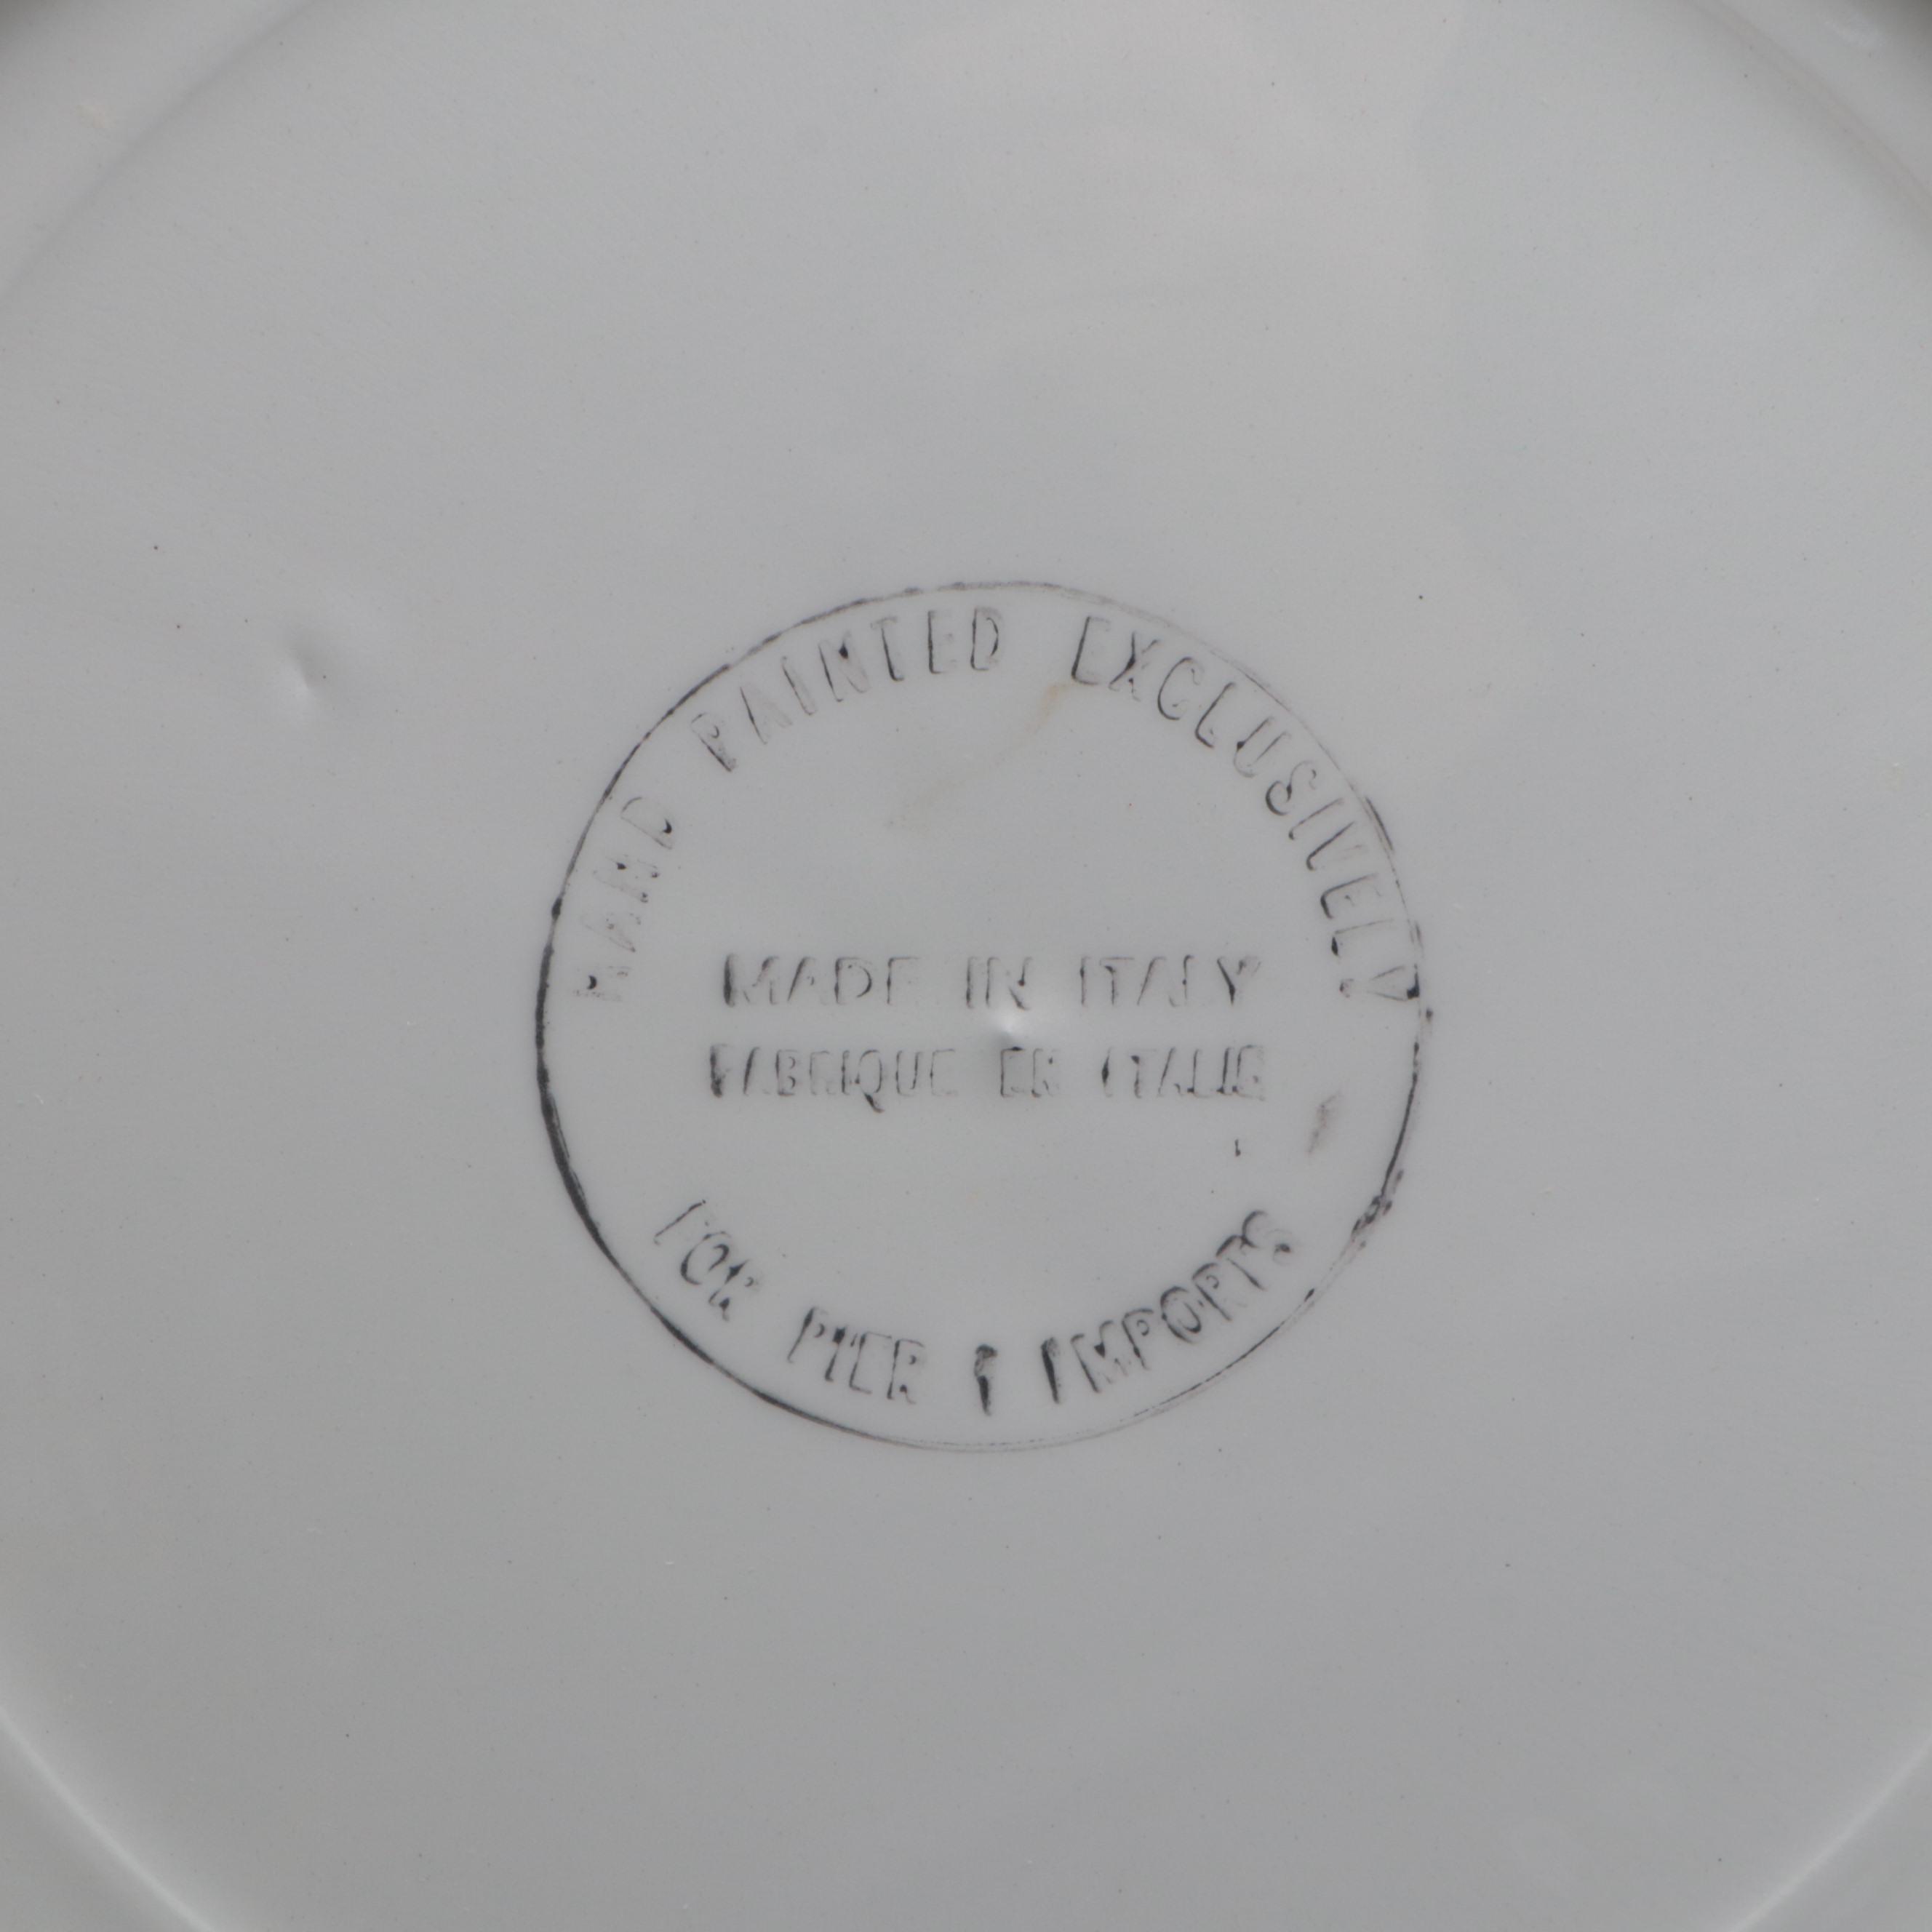 HAND PAINTED EXCLUSIVELY
MADE IN ITALY
FABRIQUE EN ITALIE
FOR PIER 1 IMPORTS